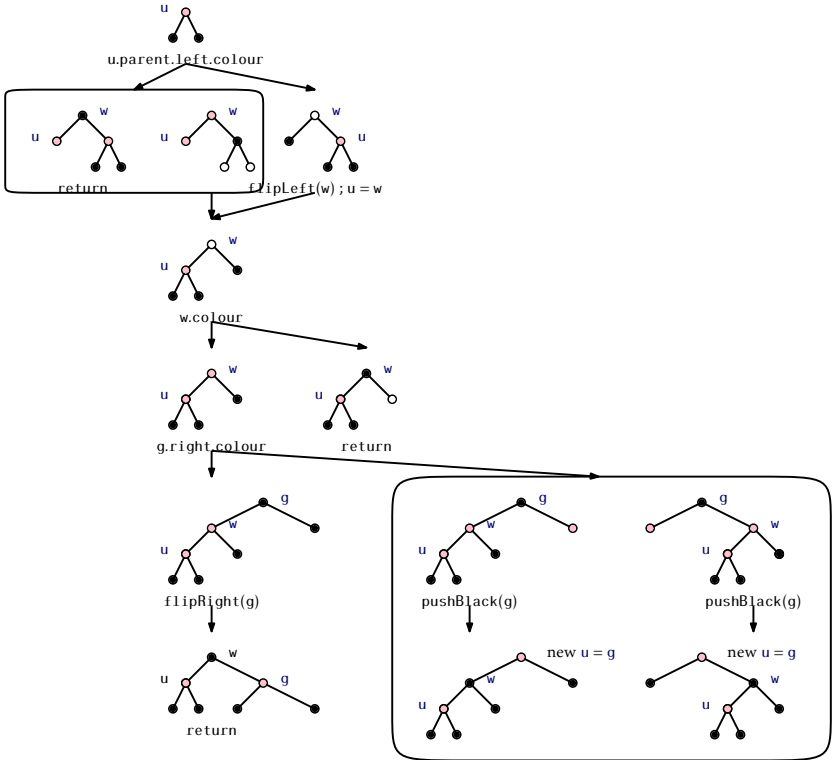 u
u.parent.left.colour
w w w
u u u
return flipLeft(w) ; u = w
w
u
w.colour
w w
u u
g.right.colour return
g g g
w w w
u u u
flipRight(g) pushBlack(g) pushBlack(g)
w new u = g new u = g
u g w w
u u
return